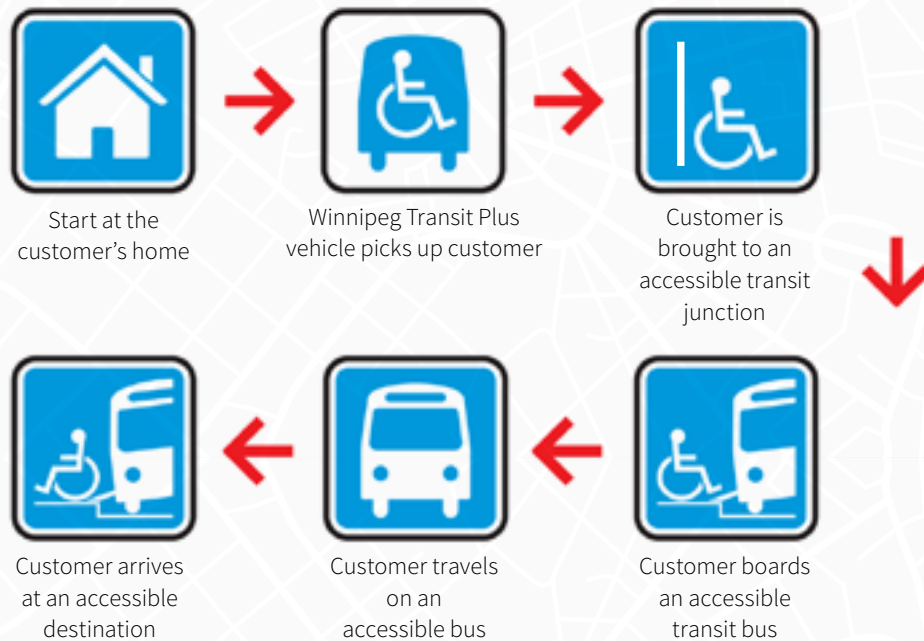 Start at the
customer's home
Winnipeg Transit Plus
vehicle picks up customer
Customer is
brought to an
accessible transit
junction
Customer boards
an accessible
transit bus
Customer travels
on an
accessible bus
Customer arrives
at an accessible
destination